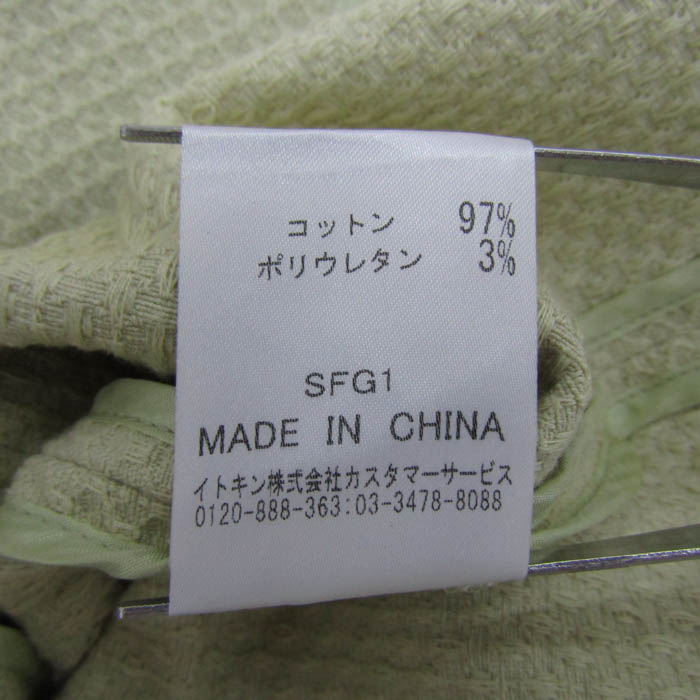 コットン 97%
ポリウレタン 3%
SFG1
MADE IN CHINA
イトキン株式会社カスタマーサービス
0120-888-363:03-3478-8088